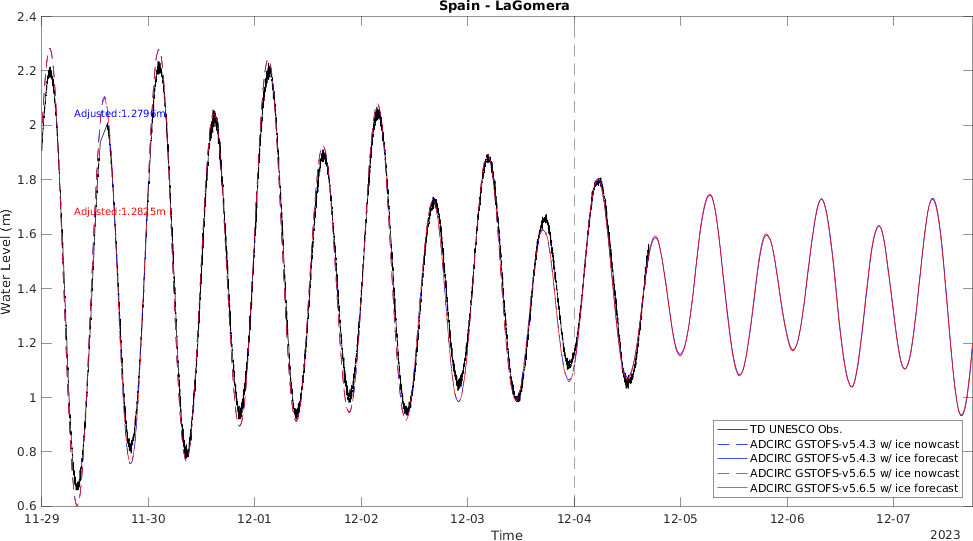 Spain - LaGomera
2.4
2.2
2
1.8
1.6
1.4
1.2
1
0.8
0.6
Water Level (m)
Adjusted:1.2796m
Adjusted:1.2825m
TD UNESCO Obs.
ADCIRC GSTOFS-v5.4.3 w/ ice nowcast
ADCIRC GSTOFS-v5.4.3 w/ ice forecast
ADCIRC GSTOFS-v5.6.5 w/ ice nowcast
ADCIRC GSTOFS-v5.6.5 w/ ice forecast
11-29 11-30 12-01 12-02 12-03 12-04 12-05 12-06 12-07
Time
2023